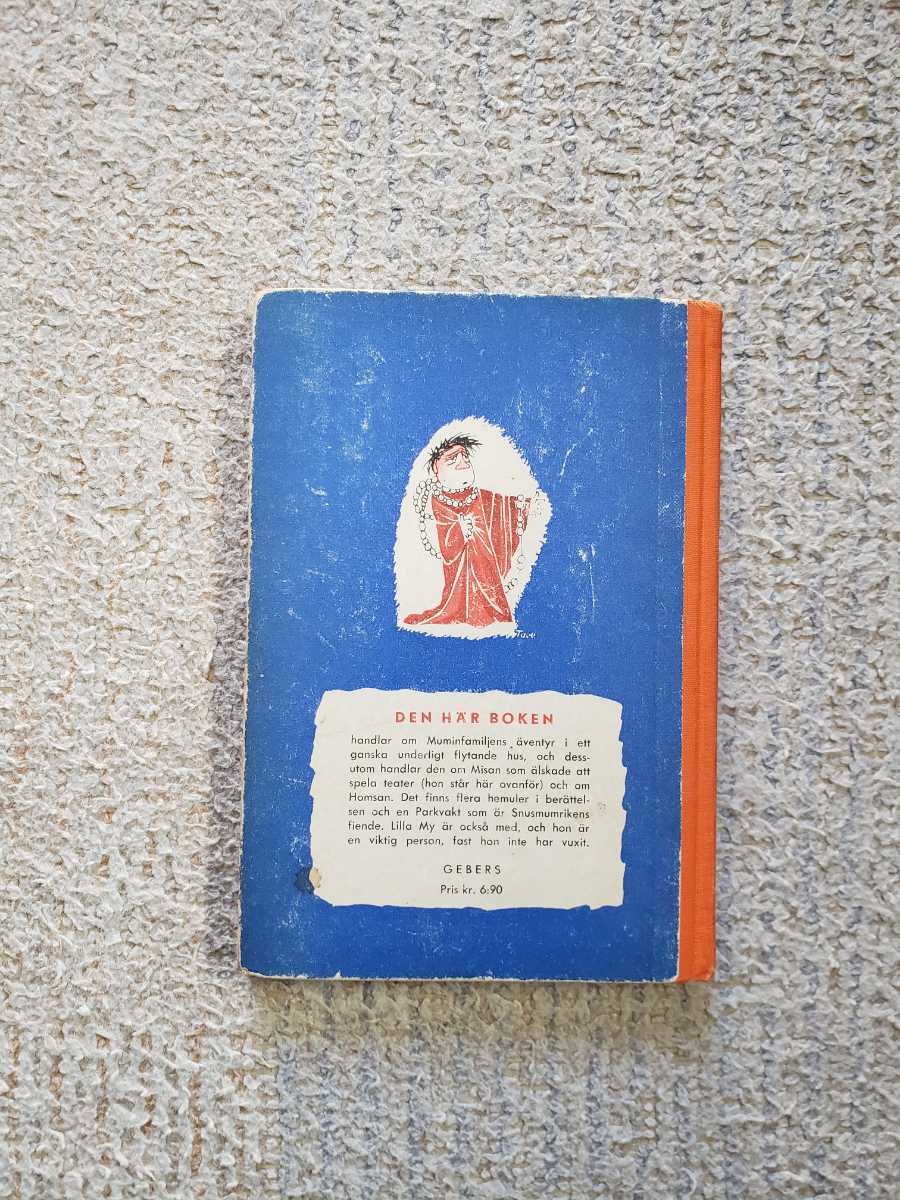 Tove
DEN HÄR BOKEN
handlar om Muminfamiljens äventyr i ett
ganska underligt flytande hus, och dess-
utom handlar den om Misan som älskade att
spela teater (hon står här ovanför) och om
Homsan. Det finns flera hemuler i berättel-
sen och en Parkvakt som är Snusmumrikens
fiende. Lilla My är också med, och hon är
en viktig person, fast hon inte har vuxit.
GEBERS
Pris kr. 6:90